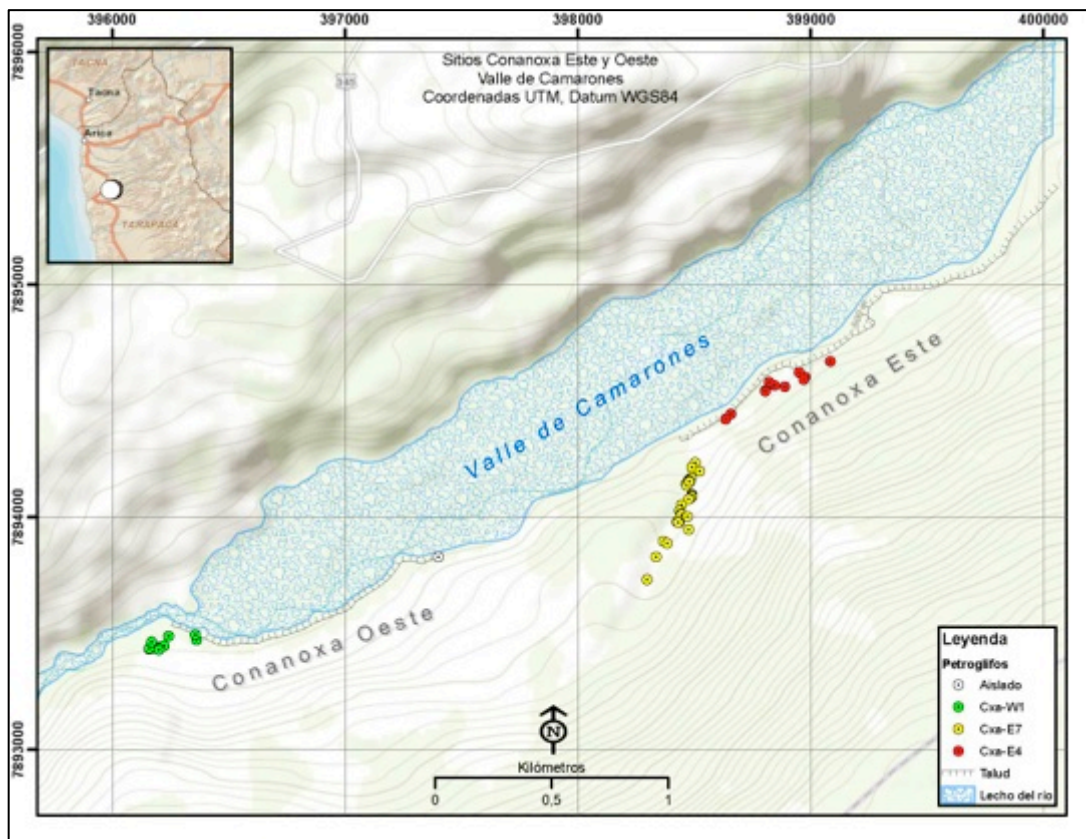 396000
397000
398000
399000
400000
7896000
7895000
7894000
7893000
Sitios Conanoxa Este y Oeste
Valle de Camarones
Coordenadas UTM, Datum WGS84
TACNA
Tacna
Arica
TARAPACA
Valle de Camarones
Conanoxa Este
Conanoxa Oeste
N
Kilómetros
0
0,5
1
Leyenda
Petroglifos
Aislado
Cxa-W1
Cxa-E7
Cxa-E4
Talud
Lecho del río